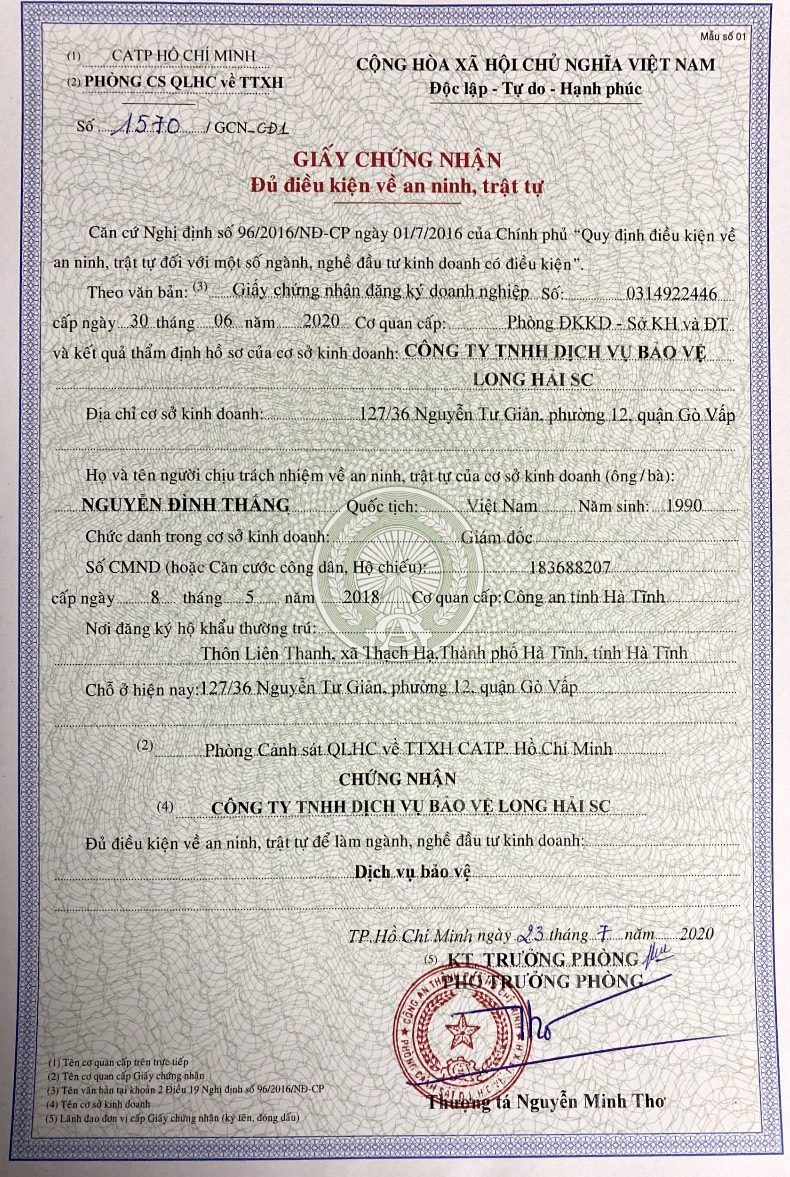 Mẫu số 01
(1) CATP HỒ CHÍ MINH
(2) PHÒNG CS QLHC về TTXH
CỘNG HÒA XÃ HỘI CHỦ NGHĨA VIỆT NAM
Độc lập - Tự do - Hạnh phúc
Số 1570 / GCN-CĐ1
GIẤY CHỨNG NHẬN
Đủ điều kiện về an ninh, trật tự
Căn cứ Nghị định số 96/2016/NĐ-CP ngày 01/7/2016 của Chính phủ “Quy định điều kiện về
an ninh, trật tự đối với một số ngành, nghề đầu tư kinh doanh có điều kiện”.
Theo văn bản: (3) Giấy chứng nhận đăng ký doanh nghiệp Số: 0314922446
cấp ngày 30 tháng 06 năm 2020 Cơ quan cấp: Phòng ĐKKD - Sở KH và ĐT
và kết quả thẩm định hồ sơ của cơ sở kinh doanh: CÔNG TY TNHH DỊCH VỤ BẢO VỆ
LONG HẢI SC
Địa chỉ cơ sở kinh doanh: 127/36 Nguyễn Tư Giản, phường 12, quận Gò Vấp
Họ và tên người chịu trách nhiệm về an ninh, trật tự của cơ sở kinh doanh (ông/bà):
NGUYỄN ĐÌNH THẮNG Quốc tịch: Việt Nam Năm sinh: 1990
Chức danh trong cơ sở kinh doanh: Giám đốc
Số CMND (hoặc Căn cước công dân, Hộ chiếu): 183688207
cấp ngày 8 tháng 5 năm 2018 Cơ quan cấp: Công an tỉnh Hà Tĩnh
Nơi đăng ký hộ khẩu thường trú:
Thôn Liên Thanh, xã Thạch Hạ, Thành phố Hà Tĩnh, tỉnh Hà Tĩnh
Chỗ ở hiện nay: 127/36 Nguyễn Tư Giản, phường 12, quận Gò Vấp
(2) Phòng Cảnh sát QLHC về TTXH CATP. Hồ Chí Minh
CHỨNG NHẬN
(4) CÔNG TY TNHH DỊCH VỤ BẢO VỆ LONG HẢI SC
Đủ điều kiện về an ninh, trật tự để làm ngành, nghề đầu tư kinh doanh:
Dịch vụ bảo vệ
TP. Hồ Chí Minh ngày 23 tháng 7 năm 2020
(5) KT. TRƯỞNG PHÒNG
PHÓ TRƯỞNG PHÒNG
Thượng tá Nguyễn Minh Thơ
(1) Tên cơ quan cấp trên trực tiếp
(2) Tên cơ quan cấp Giấy chứng nhận
(3) Tên văn bản tại khoản 2 Điều 19 Nghị định số 96/2016/NĐ-CP
(4) Tên cơ sở kinh doanh
(5) Lãnh đạo đơn vị cấp Giấy chứng nhận (ký tên, đóng dấu)